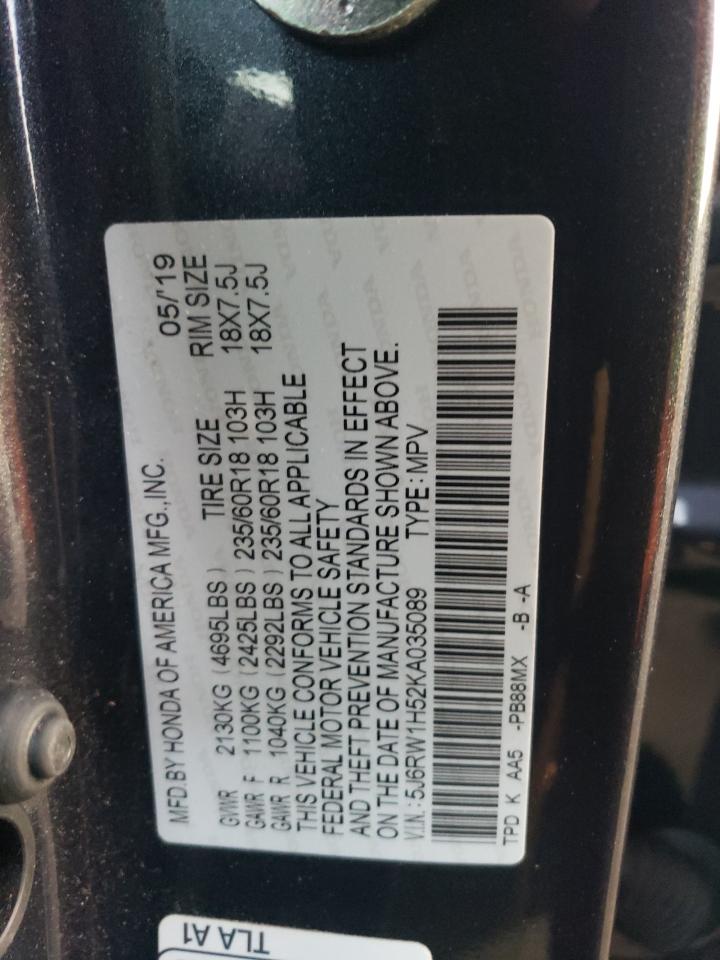 MFD.BY HONDA OF AMERICA MFG.,INC. 05/'19
TIRE SIZE RIM SIZE
GVWR 2130KG (4695LBS)
GAWR F 1100KG (2425LBS) 235/60R18 103H 18X7.5J
GAWR R 1040KG (2292LBS) 235/60R18 103H 18X7.5J
THIS VEHICLE CONFORMS TO ALL APPLICABLE
FEDERAL MOTOR VEHICLE SAFETY
AND THEFT PREVENTION STANDARDS IN EFFECT
ON THE DATE OF MANUFACTURE SHOWN ABOVE.
V.I.N.: 5J6RW1H52KA035089 TYPE: MPV
TPD K AA5 -PB88MX -B -A
TLA A1